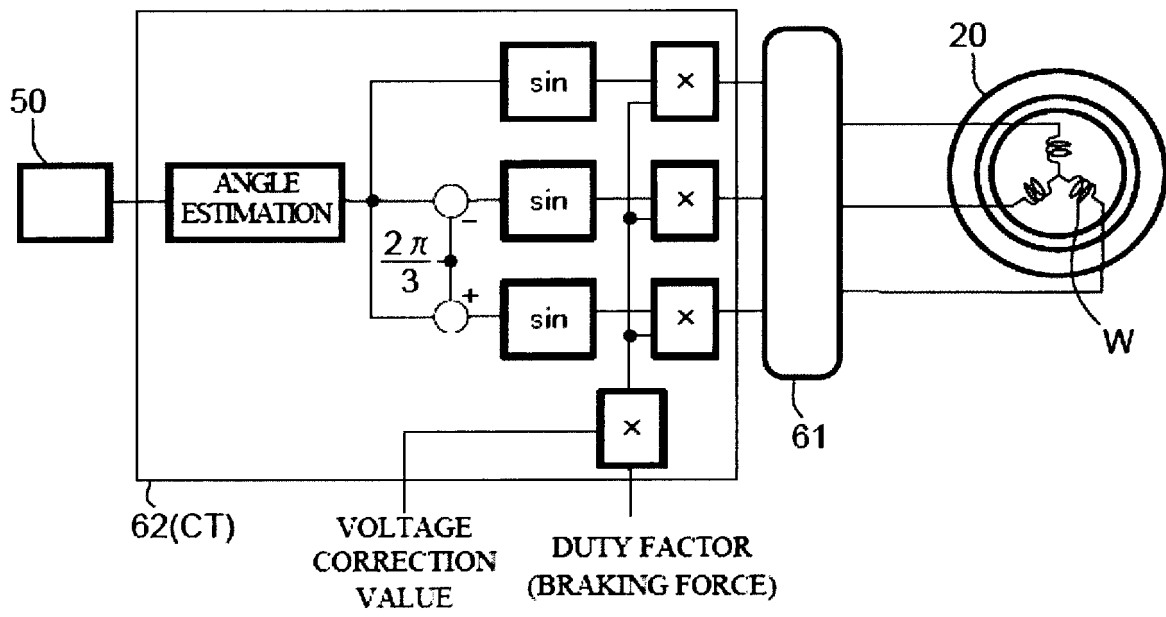 50
ANGLE
ESTIMATION
2π
3
−
+
sin
sin
sin
×
×
×
×
20
W
61
62(CT)
VOLTAGE
CORRECTION
VALUE
DUTY FACTOR
(BRAKING FORCE)